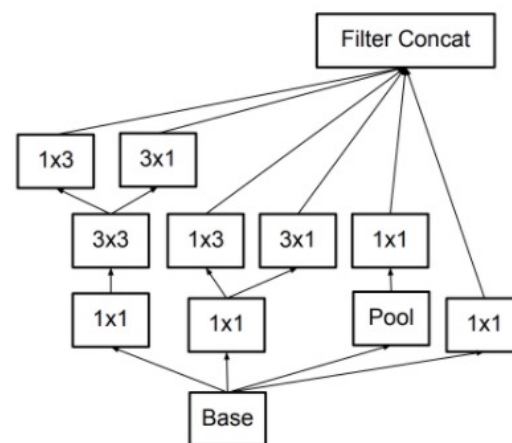 Filter Concat
1x3 3x1
3x3 1x3 3x1 1x1
1x1 1x1 Pool 1x1
Base